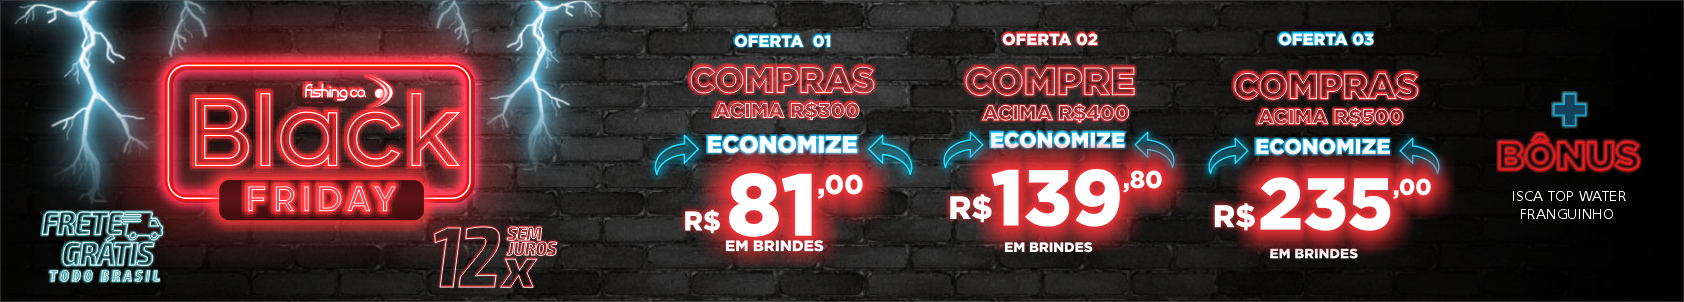 fishing co.
Black
FRIDAY
FRETE
GRÁTIS
TODO BRASIL
12X
SEM
JUROS
OFERTA 01
COMPRAS
ACIMA R$300
ECONOMIZE
R$81,00
EM BRINDES
OFERTA 02
COMPRE
ACIMA R$400
ECONOMIZE
R$139,80
EM BRINDES
OFERTA 03
COMPRAS
ACIMA R$500
ECONOMIZE
R$235,00
EM BRINDES
+
BÔNUS
ISCA TOP WATER
FRANGUINHO